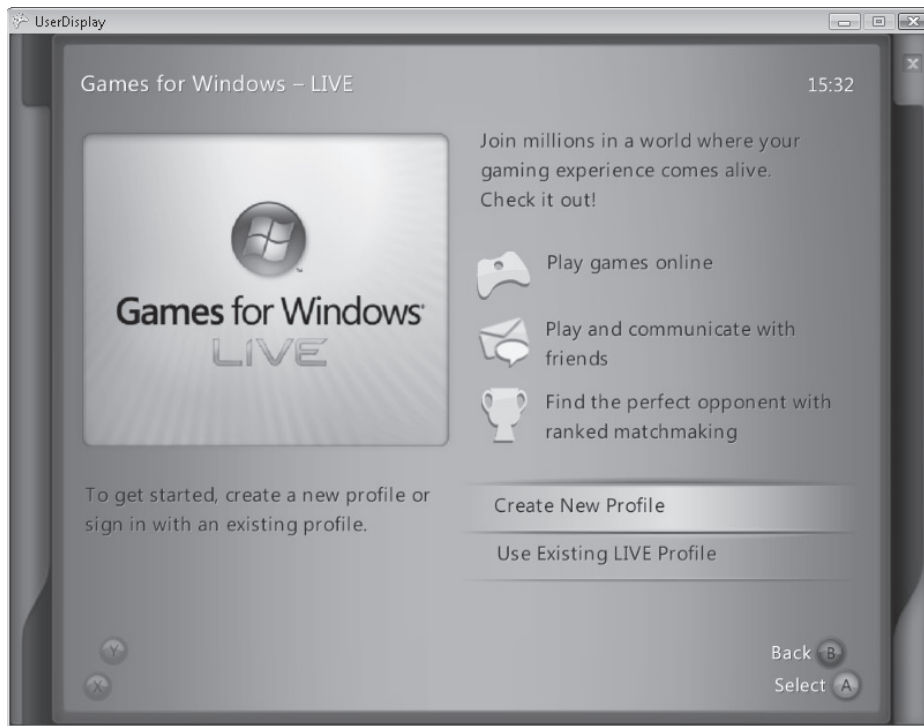 UserDisplay
Games for Windows – LIVE
15:32
Games for Windows®
LIVE
Join millions in a world where your
gaming experience comes alive.
Check it out!
Play games online
Play and communicate with
friends
Find the perfect opponent with
ranked matchmaking
To get started, create a new profile or
sign in with an existing profile.
Create New Profile
Use Existing LIVE Profile
Y
X
Back B
Select A